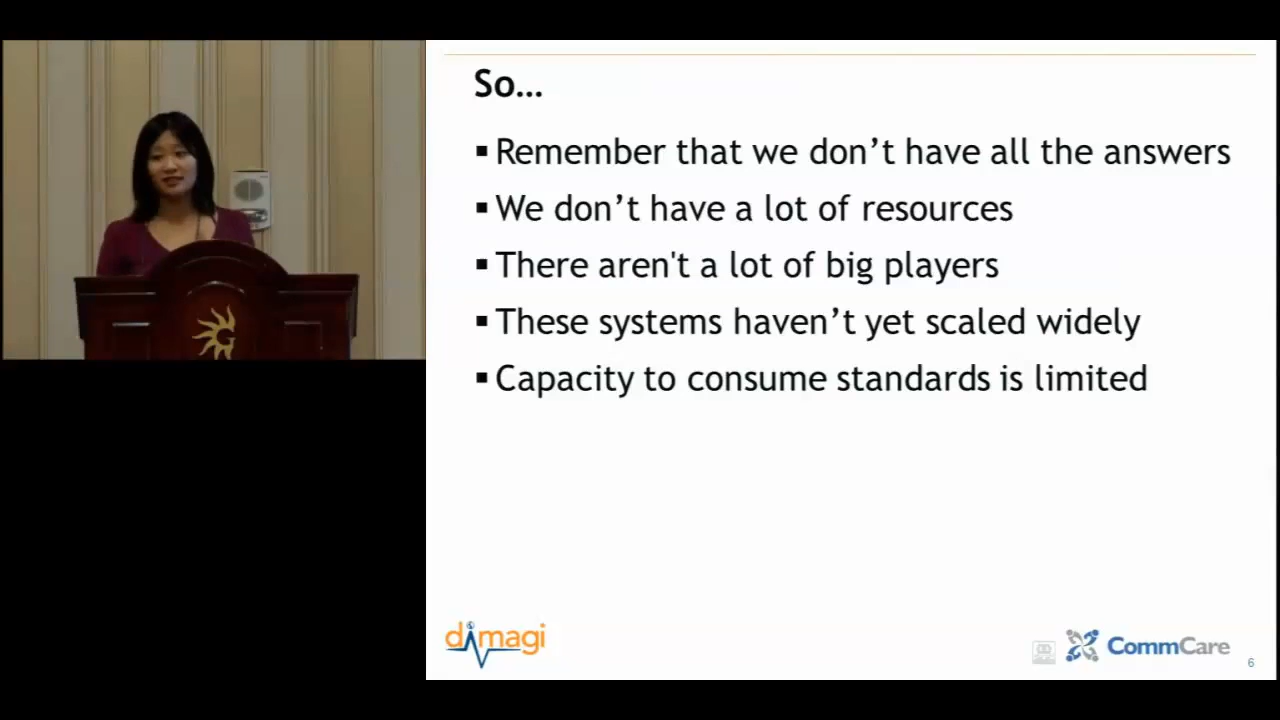 So...
▪ Remember that we don’t have all the answers
▪ We don’t have a lot of resources
▪ There aren't a lot of big players
▪ These systems haven’t yet scaled widely
▪ Capacity to consume standards is limited
dimagi
CommCare
6